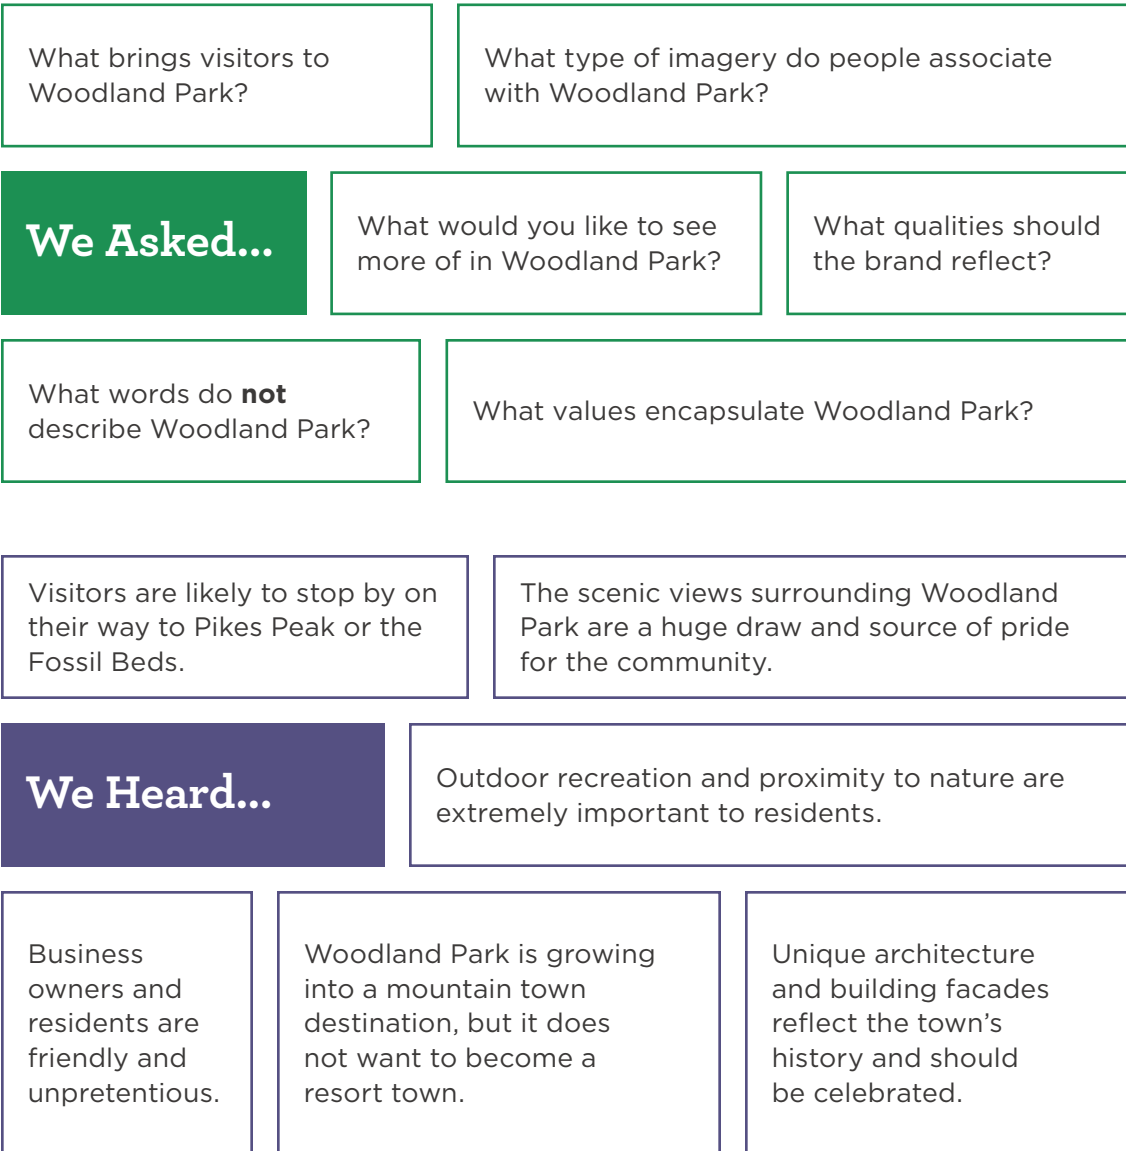 What brings visitors to
Woodland Park?
What type of imagery do people associate
with Woodland Park?
We Asked...
What would you like to see
more of in Woodland Park?
What qualities should
the brand reflect?
What words do not
describe Woodland Park?
What values encapsulate Woodland Park?
Visitors are likely to stop by on
their way to Pikes Peak or the
Fossil Beds.
The scenic views surrounding Woodland
Park are a huge draw and source of pride
for the community.
We Heard...
Outdoor recreation and proximity to nature are
extremely important to residents.
Business
owners and
residents are
friendly and
unpretentious.
Woodland Park is growing
into a mountain town
destination, but it does
not want to become a
resort town.
Unique architecture
and building facades
reflect the town’s
history and should
be celebrated.